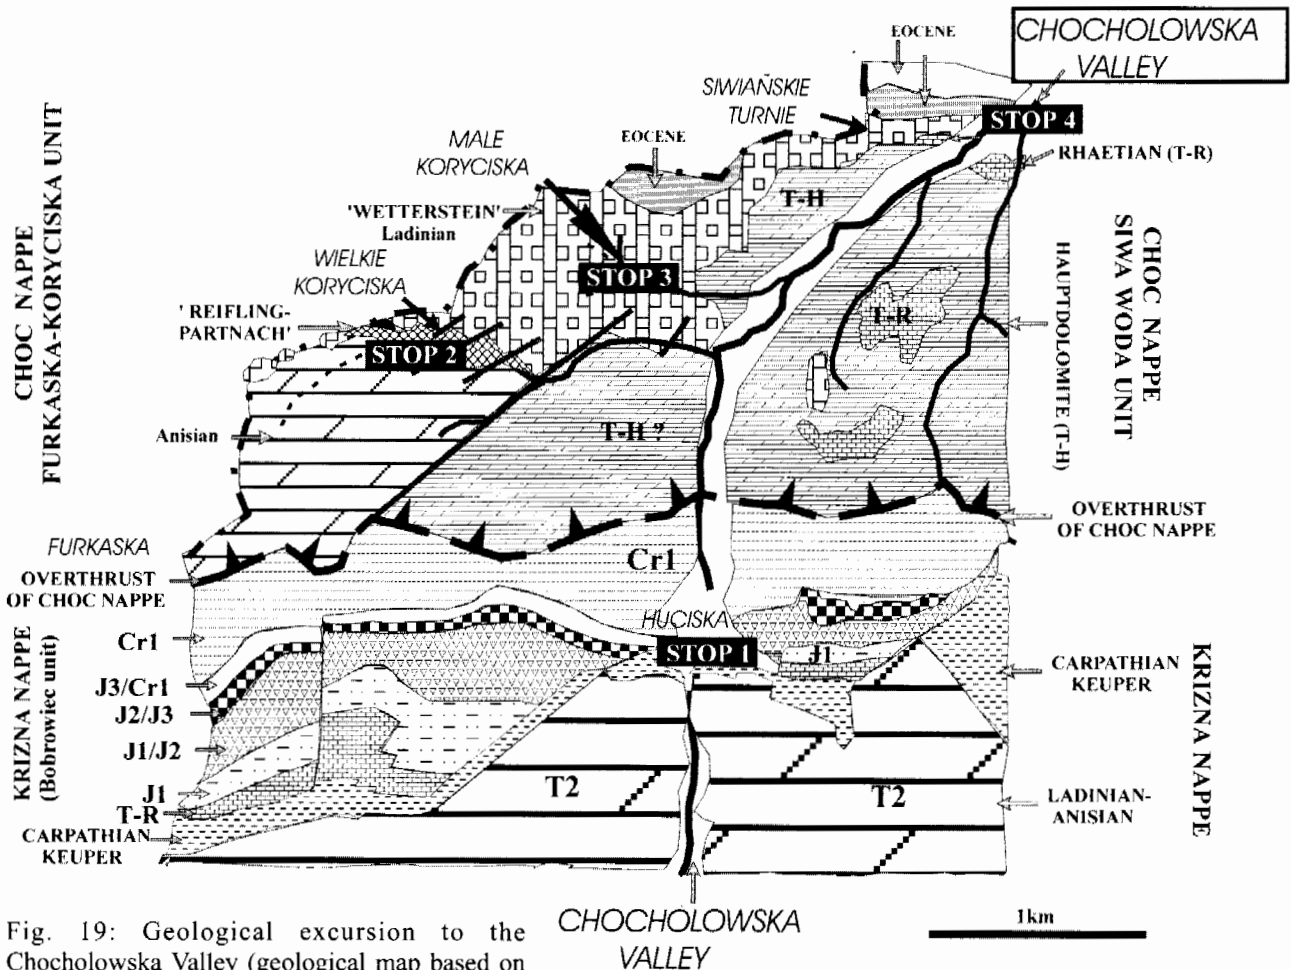 CHOCHOLOWSKA
VALLEY
EOCENE
SIWIAŃSKIE
TURNIE
STOP 4
MALE
KORYCISKA
EOCENE
RHAETIAN (T-R)
T-H
'WETTERSTEIN'
Ladinian
WIELKIE
KORYCISKA
STOP 3
'REIFLING-
PARTNACH'
STOP 2
T-R
CHOC NAPPE
FURKASKA-KORYCISKA UNIT
CHOC NAPPE
SIWA WODA UNIT
HAUPTDOLOMITE (T-H)
Anisian
T-H ?
OVERTHRUST
OF CHOC NAPPE
FURKASKA
Cr1
OVERTHRUST
OF CHOC NAPPE
HUCISKA
Cr1
STOP 1
J1
CARPATHIAN
KEUPER
KRIZNA NAPPE
(Bobrowiec unit)
KRIZNA NAPPE
J3/Cr1
J2/J3
J1/J2
J1
T-R
T2
T2
LADINIAN-
ANISIAN
CARPATHIAN
KEUPER
CHOCHOLOWSKA
VALLEY
1km
Fig. 19: Geological excursion to the
Chocholowska Valley (geological map based on